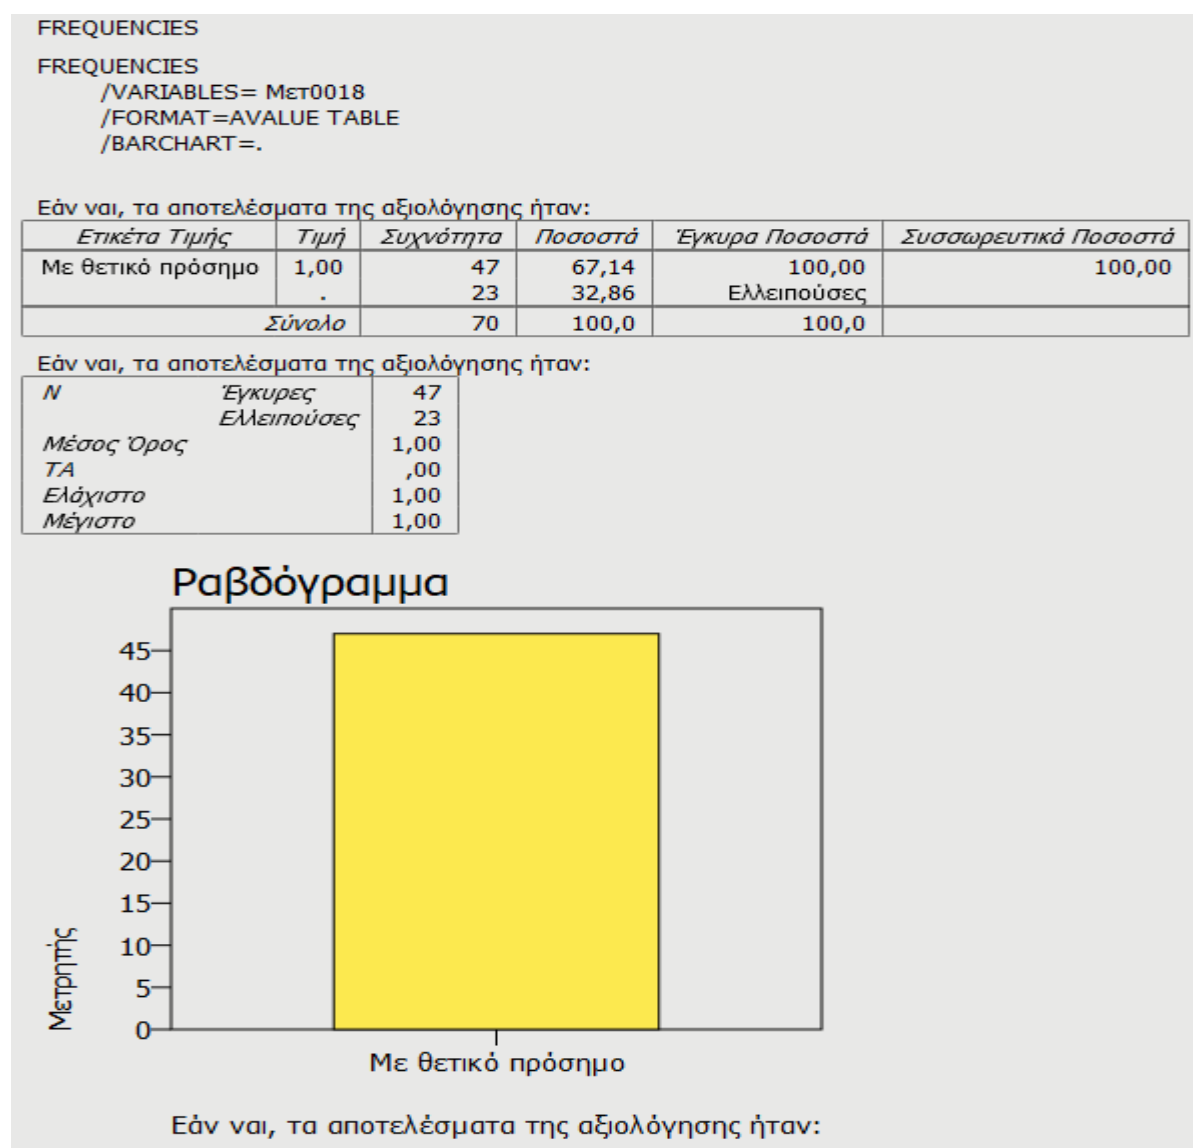 FREQUENCIES
FREQUENCIES
/VARIABLES= Μετ0018
/FORMAT=AVALUE TABLE
/BARCHART=.
Εάν ναι, τα αποτελέσματα της αξιολόγησης ήταν:
Ετικέτα Τιμής Τιμή Συχνότητα Ποσοστά Έγκυρα Ποσοστά Συσσωρευτικά Ποσοστά
Με θετικό πρόσημο 1,00 47 67,14 100,00 100,00
. 23 32,86 Ελλειπούσες
Σύνολο 70 100,0 100,0
Εάν ναι, τα αποτελέσματα της αξιολόγησης ήταν:
N Έγκυρες 47
Ελλειπούσες 23
Μέσος Όρος 1,00
ΤΑ ,00
Ελάχιστο 1,00
Μέγιστο 1,00
Ραβδόγραμμα
45
40
35
30
25
20
15
10
5
0
Μετρητής
Με θετικό πρόσημο
Εάν ναι, τα αποτελέσματα της αξιολόγησης ήταν: